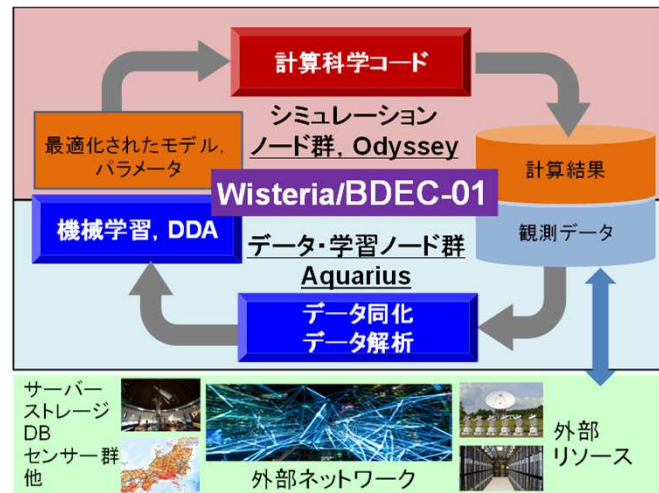 計算科学コード
シミュレーション
ノード群, Odyssey
最適化されたモデル,
パラメータ
計算結果
Wisteria/BDEC-01
機械学習, DDA
観測データ
データ・学習ノード群
Aquarius
データ同化
データ解析
サーバー
ストレージ
DB
センサー群
他
外部ネットワーク
外部
リソース